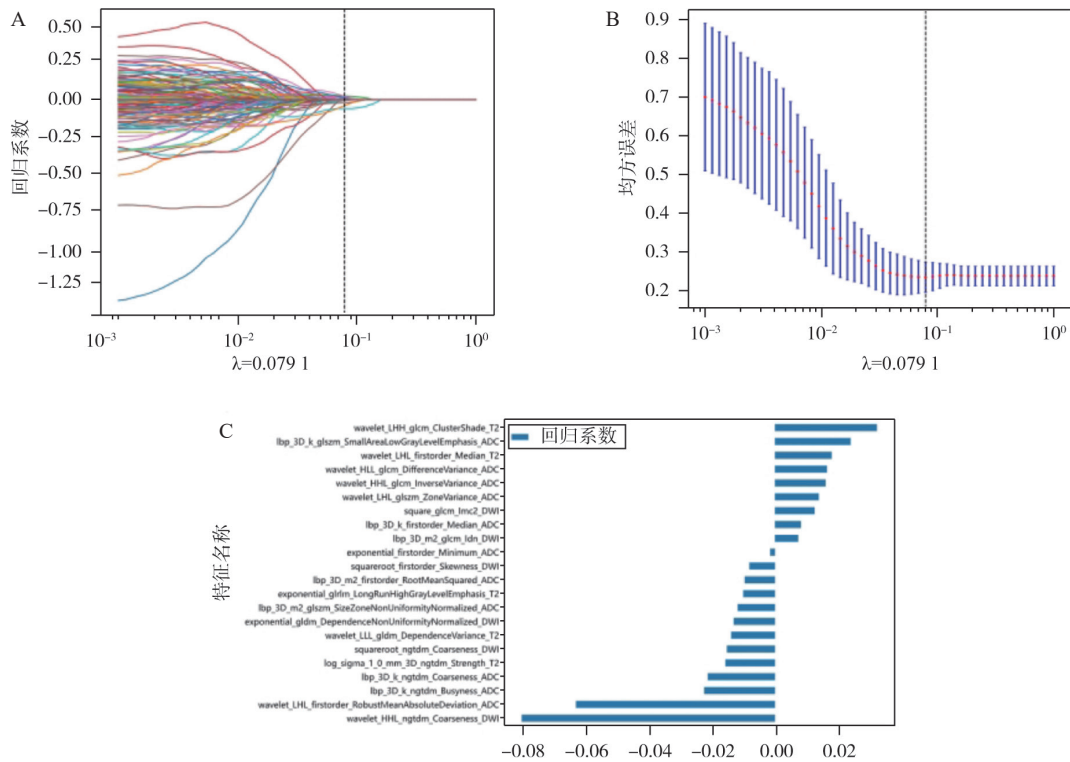 A
0.50
0.25
0.00
-0.25
-0.50
-0.75
-1.00
-1.25
回归系数
10⁻³
10⁻²
10⁻¹
10⁰
λ=0.079 1
B
0.9
0.8
0.7
0.6
0.5
0.4
0.3
0.2
均方误差
10⁻³
10⁻²
10⁻¹
10⁰
λ=0.079 1
C
回归系数
特征名称
wavelet_LHH_glcm_ClusterShade_T2
lbp_3D_k_glszm_SmallAreaLowGrayLevelEmphasis_ADC
wavelet_LHL_firstorder_Median_T2
wavelet_HLL_glcm_DifferenceVariance_ADC
wavelet_HHL_glcm_InverseVariance_ADC
wavelet_LHL_glszm_ZoneVariance_ADC
square_glcm_Imc2_DWI
lbp_3D_k_firstorder_Median_ADC
lbp_3D_m2_glcm_Idn_DWI
exponential_firstorder_Minimum_ADC
squareroot_firstorder_Skewness_DWI
lbp_3D_m2_firstorder_RootMeanSquared_ADC
exponential_glrlm_LongRunHighGrayLevelEmphasis_T2
lbp_3D_m2_glszm_SizeZoneNonUniformityNormalized_ADC
exponential_gldm_DependenceNonUniformityNormalized_DWI
wavelet_LLL_gldm_DependenceVariance_T2
squareroot_ngtdm_Coarseness_DWI
log_sigma_1_0_mm_3D_ngtdm_Strength_T2
lbp_3D_k_ngtdm_Coarseness_ADC
lbp_3D_k_ngtdm_Busyness_ADC
wavelet_LHL_firstorder_RobustMeanAbsoluteDeviation_ADC
wavelet_HHL_ngtdm_Coarseness_DWI
-0.08
-0.06
-0.04
-0.02
0.00
0.02